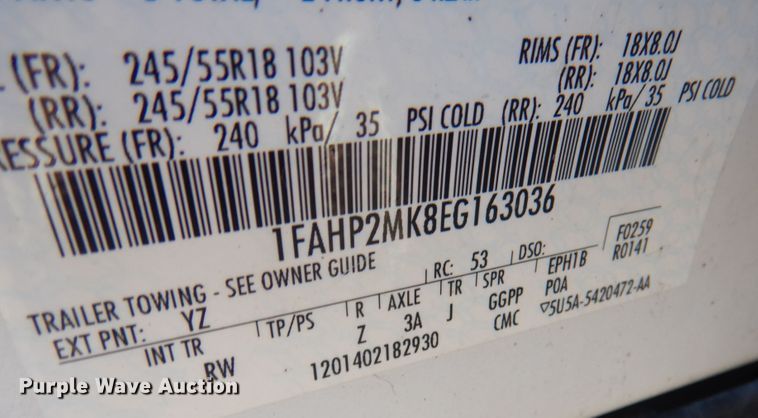 (FR): 245/55R18 103V RIMS (FR): 18X8.0J
(RR): 245/55R18 103V (RR): 18X8.0J
(FR): 240 kPa/ 35 PSI COLD (RR): 240 kPa/ 35 PSI COLD
1FAHP2MK8EG163036
TRAILER TOWING - SEE OWNER GUIDE RC: 53 DSO: F0259
EXT PNT: YZ TP/PS R AXLE TR SPR EPH1B R0141
INT TR RW Z 3A J GGPP POA
1201402182930 CMC ▽5U5A-5420472-AA
Purple Wave Auction